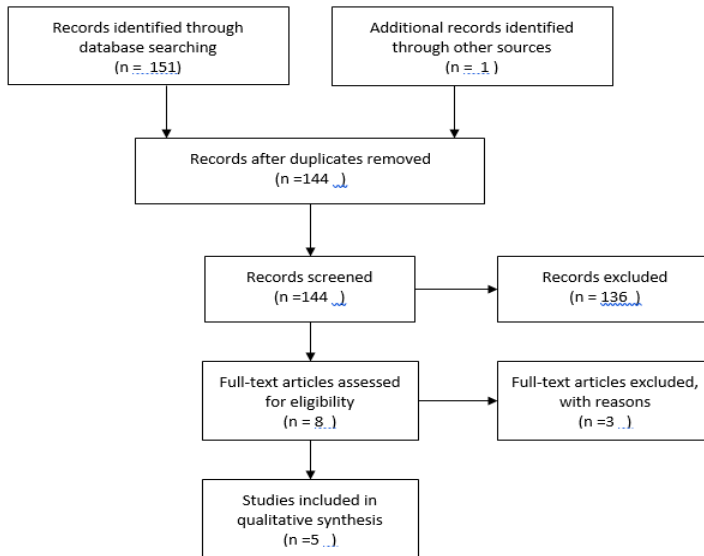 Records identified through
database searching
(n = 151)
Additional records identified
through other sources
(n = 1 )
Records after duplicates removed
(n =144 )
Records screened
(n =144 )
Records excluded
(n = 136 )
Full-text articles assessed
for eligibility
(n = 8 )
Full-text articles excluded,
with reasons
(n =3 )
Studies included in
qualitative synthesis
(n =5 )